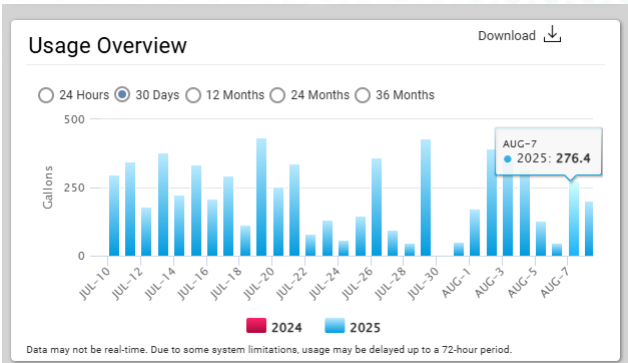 Usage Overview
Download
24 Hours 30 Days 12 Months 24 Months 36 Months
500
AUG-7
2025: 276.4
Gallons
250
0
JUL-10 JUL-12 JUL-14 JUL-16 JUL-18 JUL-20 JUL-22 JUL-24 JUL-26 JUL-28 JUL-30 AUG-1 AUG-3 AUG-5 AUG-7
2024 2025
Data may not be real-time. Due to some system limitations, usage may be delayed up to a 72-hour period.